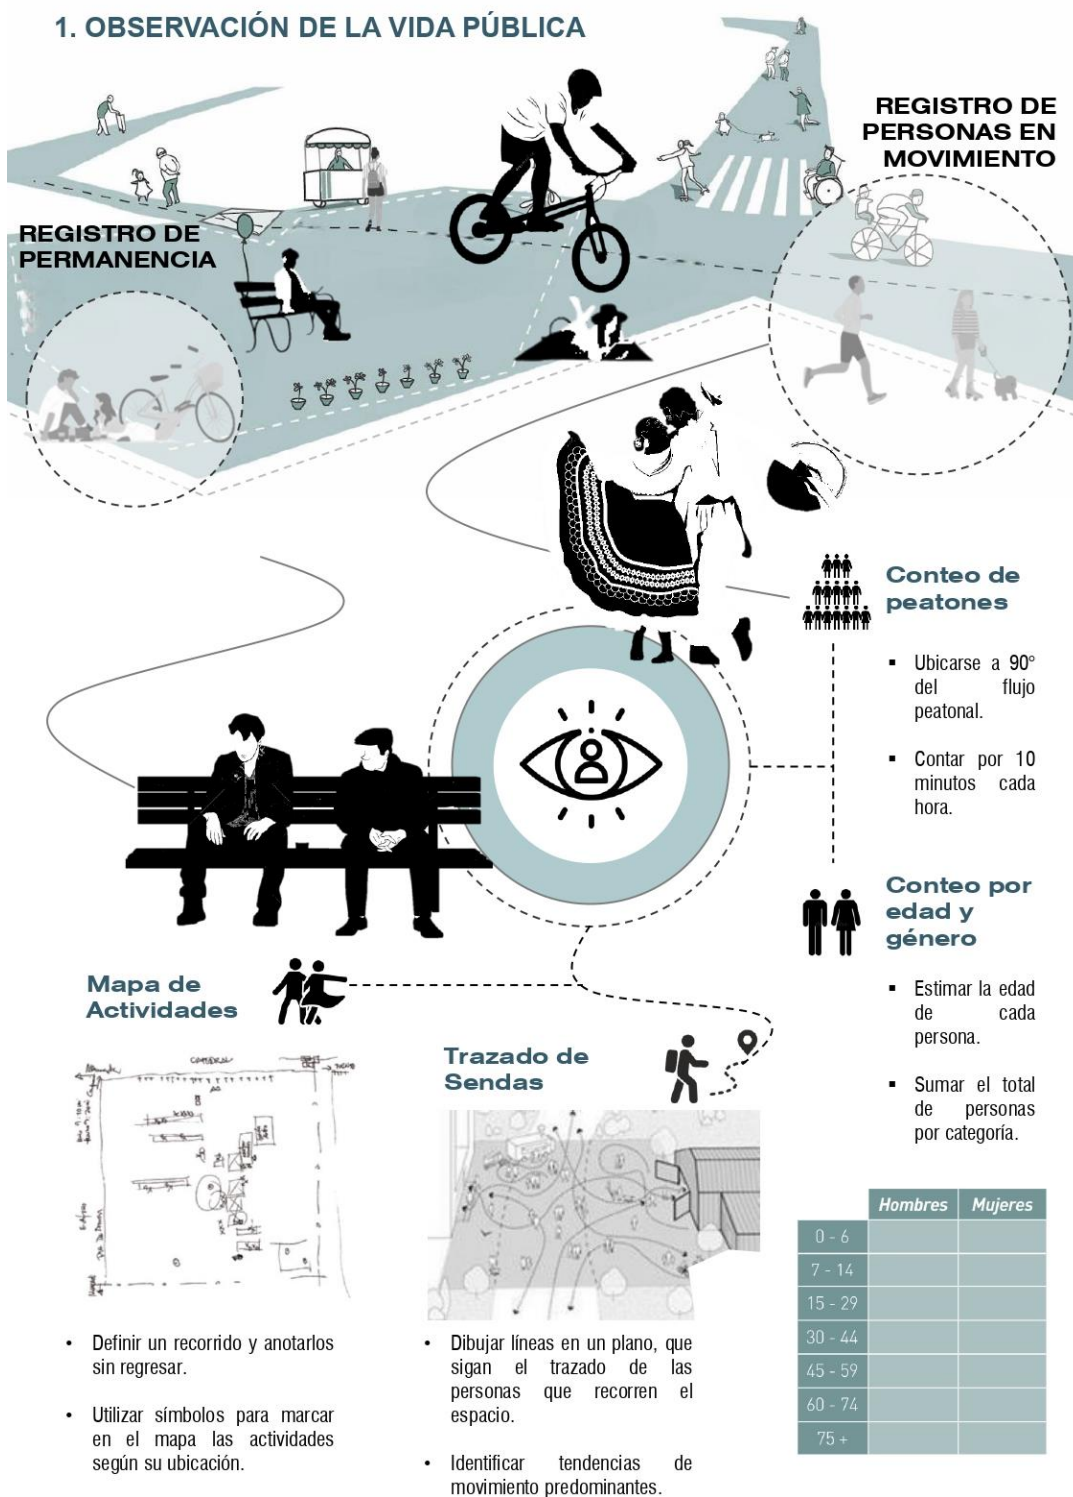 1. OBSERVACIÓN DE LA VIDA PÚBLICA
REGISTRO DE
PERSONAS EN
MOVIMIENTO
REGISTRO DE
PERMANENCIA
Conteo de
peatones
▪ Ubicarse a 90°
del flujo
peatonal.
▪ Contar por 10
minutos cada
hora.
Conteo por
edad y
género
▪ Estimar la edad
de cada
persona.
▪ Sumar el total
de personas
por categoría.
Mapa de
Actividades
CATEDRAL
• Definir un recorrido y anotarlos
sin regresar.
• Utilizar símbolos para marcar
en el mapa las actividades
según su ubicación.
Trazado de
Sendas
• Dibujar líneas en un plano, que
sigan el trazado de las
personas que recorren el
espacio.
• Identificar tendencias de
movimiento predominantes.
Hombres Mujeres
0 - 6
7 - 14
15 - 29
30 - 44
45 - 59
60 - 74
75 +